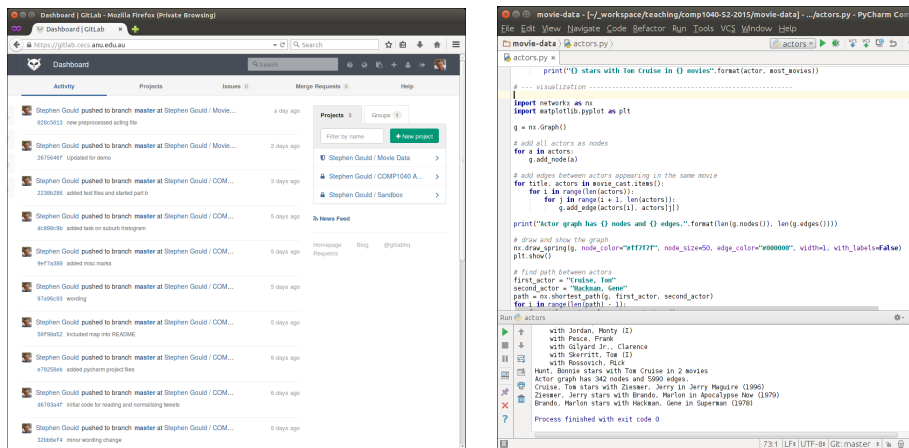 Dashboard | GitLab - Mozilla Firefox (Private Browsing)
Dashboard | GitLab
https://gitlab.cecs.anu.edu.au
Search
Dashboard
Search
Activity
Projects
Issues 0
Merge Requests 0
Help
Stephen Gould pushed to branch master at Stephen Gould / Movie... a day ago
028c5613 new preprocessed acting file
Stephen Gould pushed to branch master at Stephen Gould / Movie... 2 days ago
2675646f Updated for demo
Stephen Gould pushed to branch master at Stephen Gould / COM... 3 days ago
2230b286 added test files and started part b
Stephen Gould pushed to branch master at Stephen Gould / COM... 5 days ago
dc899c9b added task on suburb histogram
Stephen Gould pushed to branch master at Stephen Gould / COM... 5 days ago
9ef7a380 added misc marks
Stephen Gould pushed to branch master at Stephen Gould / COM... 5 days ago
97a96c93 wording
Stephen Gould pushed to branch master at Stephen Gould / COM... 5 days ago
50f90a52 Included map into README
Stephen Gould pushed to branch master at Stephen Gould / COM... 6 days ago
e79258eb added pycharm project files
Stephen Gould pushed to branch master at Stephen Gould / COM... 6 days ago
d6783a4f Initial code for reading and normalising tweets
Stephen Gould pushed to branch master at Stephen Gould / COM... 6 days ago
32bb6ef4 minor wording change
Projects 3
Groups 1
Filter by name
+ New project
Stephen Gould / Movie Data
Stephen Gould / COMP1040 A...
Stephen Gould / Sandbox
News Feed
Homepage Blog @gitlabhq
Requests
movie-data - [~/_workspace/teaching/comp1040-S2-2015/movie-data] - .../actors.py - PyCharm Com
File Edit View Navigate Code Refactor Run Tools VCS Window Help
movie-data actors.py
actors
actors.py
print("{} stars with Tom Cruise in {} movies".format(actor, most_movies))
# --- visualization ---
import networkx as nx
import matplotlib.pyplot as plt
g = nx.Graph()
# add all actors as nodes
for a in actors:
g.add_node(a)
# add edges between actors appearing in the same movie
for title, actors in movie_cast.items():
for i in range(len(actors)):
for j in range(i + 1, len(actors)):
g.add_edge(actors[i], actors[j])
print("Actor graph has {} nodes and {} edges.".format(len(g.nodes()), len(g.edges())))
# draw and show the graph
nx.draw_spring(g, node_color="#ff7f7f", node_size=50, edge_color="#000000", width=1, with_labels=False)
plt.show()
# find path between actors
first_actor = "Cruise, Tom"
second_actor = "Hackman, Gene"
path = nx.shortest_path(g, first_actor, second_actor)
for i in range(len(path) - 1):
Run actors
with Jordan, Monty (I)
with Pesce, Frank
with Gilyard Jr., Clarence
with Skerritt, Tom (I)
with Rossovich, Rick
Hunt, Bonnie stars with Tom Cruise in 2 movies
Actor graph has 342 nodes and 5990 edges.
Cruise, Tom stars with Ziesmer, Jerry in Jerry Maguire (1996)
Ziesmer, Jerry stars with Brando, Marlon in Apocalypse Now (1979)
Brando, Marlon stars with Hackman, Gene in Superman (1978)
Process finished with exit code 0
73:1 LF UTF-8 Git: master